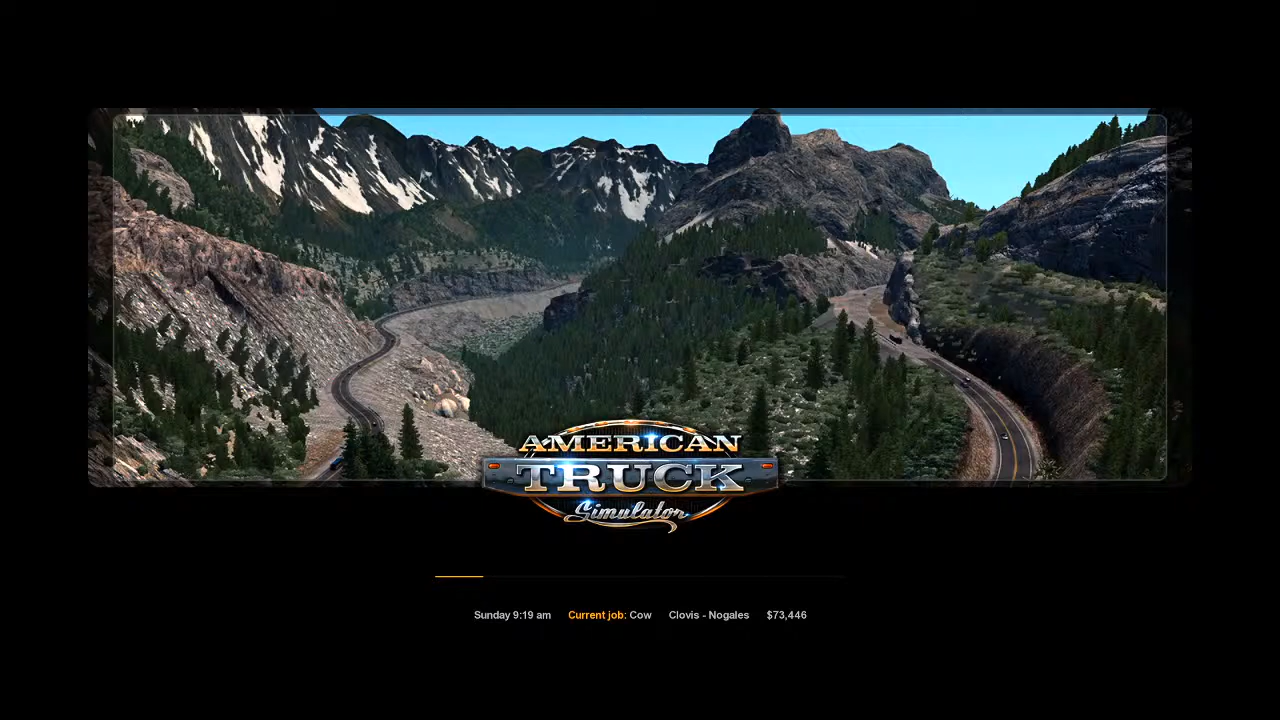 AMERICAN
TRUCK
Simulator
Sunday 9:19 am Current job: Cow Clovis - Nogales $73,446